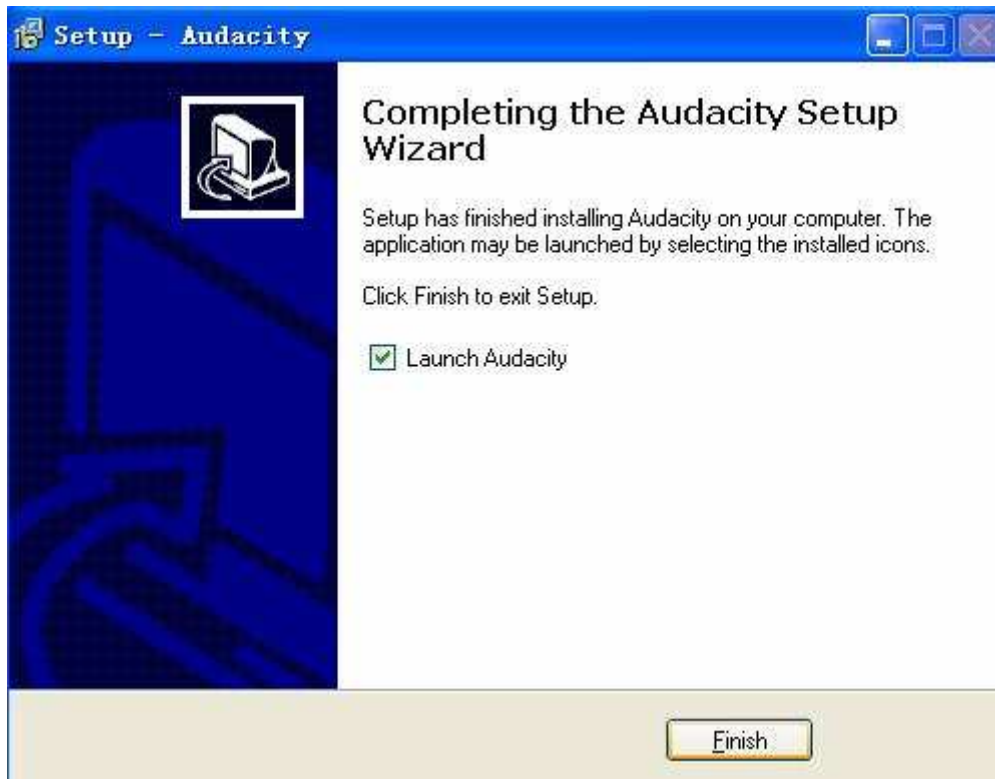 Setup - Audacity
Completing the Audacity Setup
Wizard
Setup has finished installing Audacity on your computer. The
application may be launched by selecting the installed icons.
Click Finish to exit Setup.
Launch Audacity
Finish